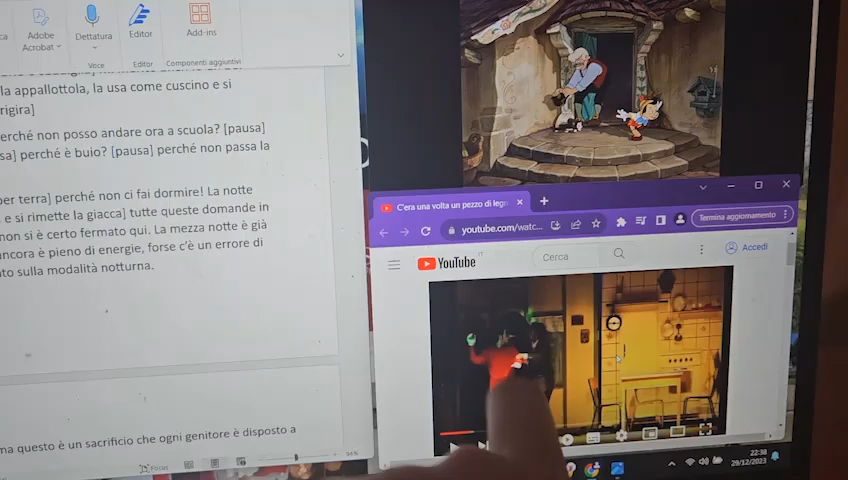 Adobe
Acrobat
Dettatura
Editor
Add-ins
Voce
Editor
Componenti aggiuntivi
la appallottola, la usa come cuscino e si
rigira]
perché non posso andare ora a scuola? [pausa]
perché è buio? [pausa] perché non passa la
per terra] perché non ci fai dormire! La notte
e si rimette la giacca] tutte queste domande in
non si è certo fermato qui. La mezza notte è già
ancora è pieno di energie, forse c'è un errore di
sulla modalità notturna.
ma questo è un sacrificio che ogni genitore è disposto a
Focus
94%
C'era una volta un pezzo di legn
youtube.com/watc...
Termina aggiornamento
YouTube IT
Cerca
Accedi
22:38
29/12/2023